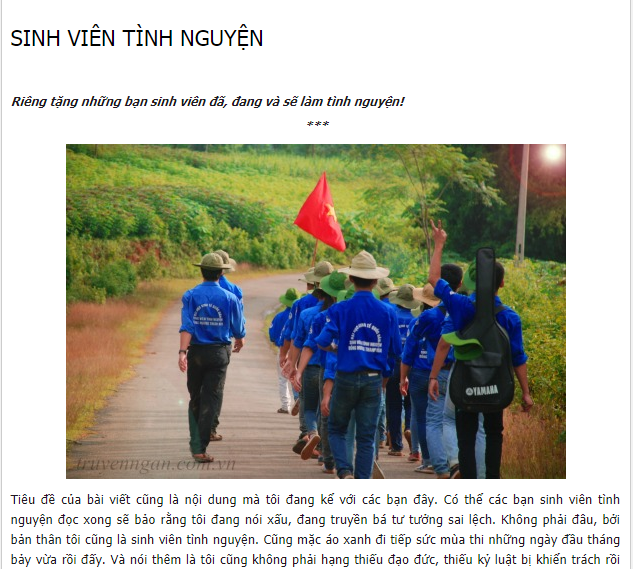 SINH VIÊN TÌNH NGUYỆN
Riêng tặng những bạn sinh viên đã, đang và sẽ làm tình nguyện!
***
YAMAHA
truyenngan.com.vn
Tiêu đề của bài viết cũng là nội dung mà tôi đang kể với các bạn đây. Có thể các bạn sinh viên tình
nguyện đọc xong sẽ bảo rằng tôi đang nói xấu, đang truyền bá tư tưởng sai lệch. Không phải đâu, bởi
bản thân tôi cũng là sinh viên tình nguyện. Cũng mặc áo xanh đi tiếp sức mùa thi những ngày đầu tháng
bảy vừa rồi đấy. Và nói thêm là tôi cũng không phải hạng thiếu đạo đức, thiếu kỷ luật bị khiển trách rồi